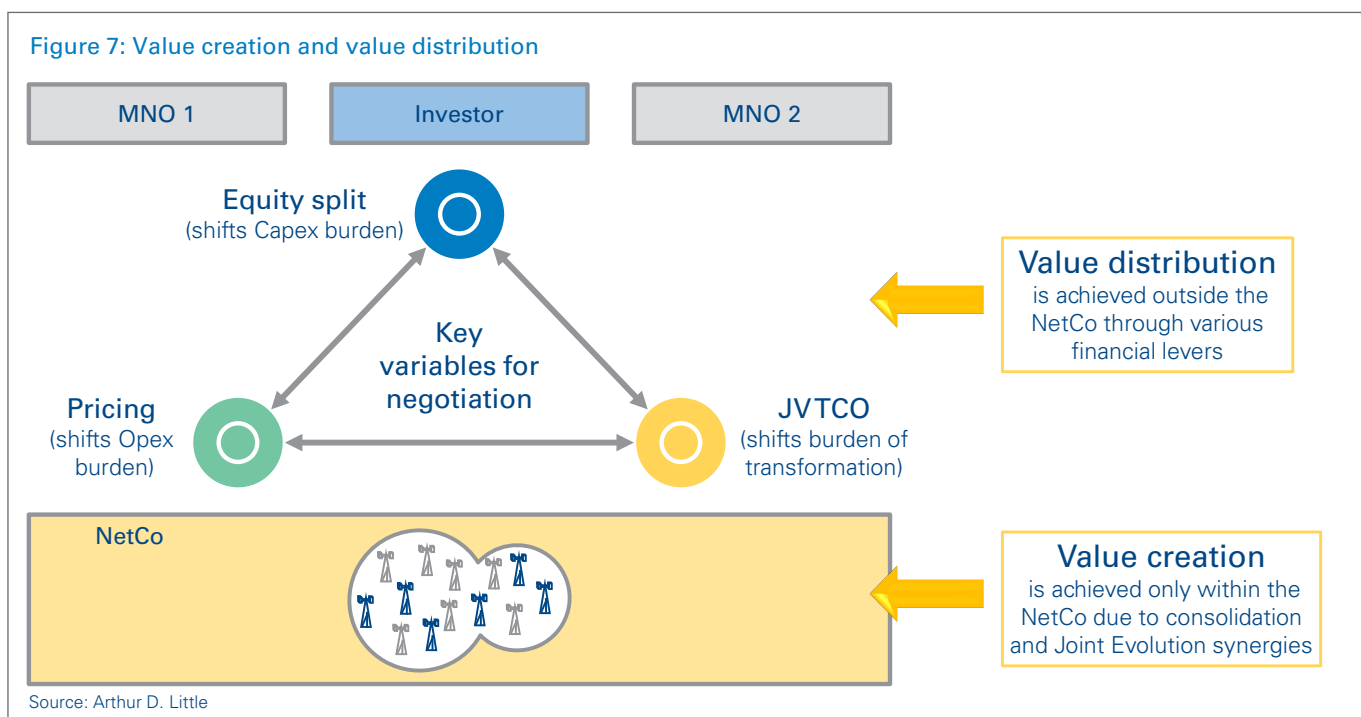 Figure 7: Value creation and value distribution
MNO 1
Investor
MNO 2
Equity split
(shifts Capex burden)
Key
variables for
negotiation
Pricing
(shifts Opex
burden)
JV TCO
(shifts burden of
transformation)
Value distribution
is achieved outside the
NetCo through various
financial levers
NetCo
Value creation
is achieved only within the
NetCo due to consolidation
and Joint Evolution synergies
Source: Arthur D. Little